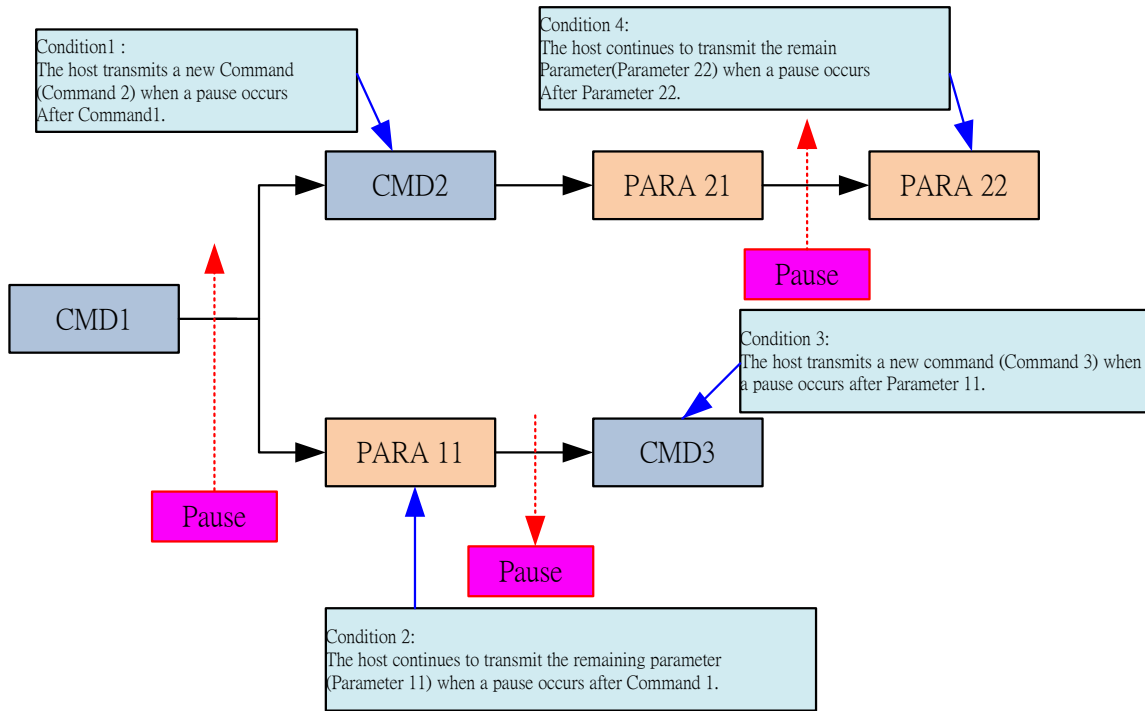 Condition1 :
The host transmits a new Command
(Command 2) when a pause occurs
After Command1.
Condition 4:
The host continues to transmit the remain
Parameter(Parameter 22) when a pause occurs
After Parameter 22.
CMD2
PARA 21
PARA 22
Pause
CMD1
Condition 3:
The host transmits a new command (Command 3) when
a pause occurs after Parameter 11.
PARA 11
CMD3
Pause
Pause
Condition 2:
The host continues to transmit the remaining parameter
(Parameter 11) when a pause occurs after Command 1.